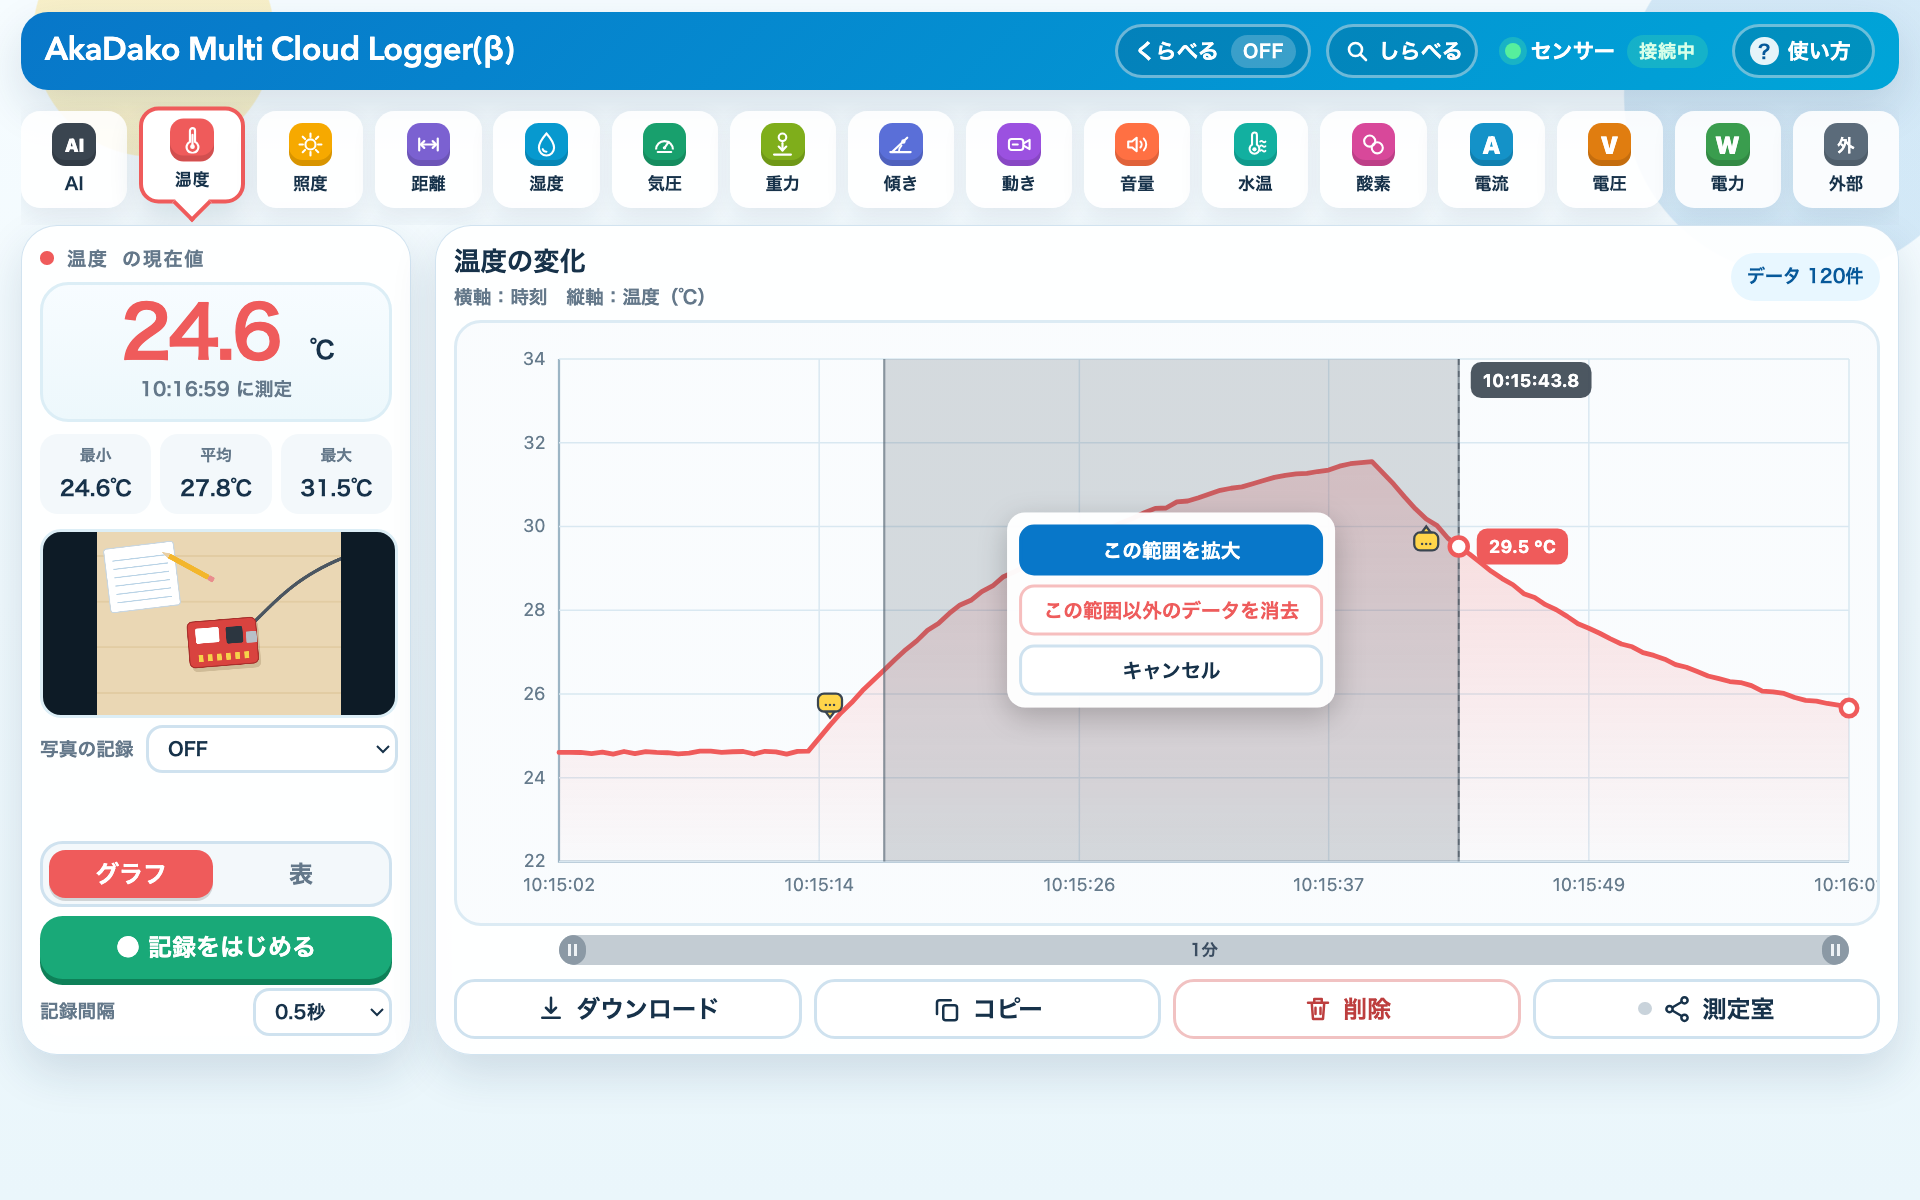 AkaDako Multi Cloud Logger(β)
くらべる OFF
しらべる
センサー 接続中
? 使い方
AI
AI
温度
照度
距離
湿度
気圧
重力
傾き
動き
音量
水温
酸素
A
電流
V
電圧
W
電力
外
外部
温度 の現在値
24.6 ℃
10:16:59 に測定
最小
24.6℃
平均
27.8℃
最大
31.5℃
写真の記録 OFF
グラフ 表
記録をはじめる
記録間隔 0.5秒
温度の変化
横軸：時刻 縦軸：温度（℃）
データ 120件
34
32
30
28
26
24
22
10:15:43.8
29.5 ℃
この範囲を拡大
この範囲以外のデータを消去
キャンセル
10:15:02
10:15:14
10:15:26
10:15:37
10:15:49
10:16:0
1分
ダウンロード
コピー
削除
測定室